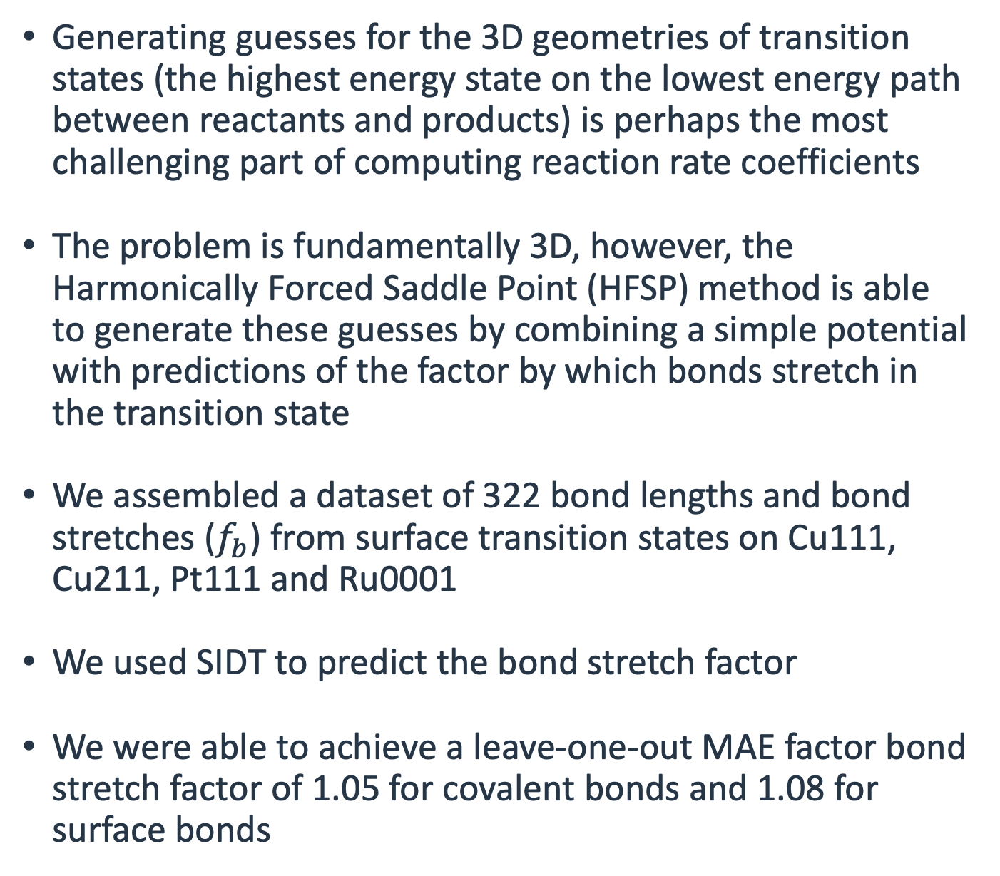 • Generating guesses for the 3D geometries of transition
states (the highest energy state on the lowest energy path
between reactants and products) is perhaps the most
challenging part of computing reaction rate coefficients
• The problem is fundamentally 3D, however, the
Harmonically Forced Saddle Point (HFSP) method is able
to generate these guesses by combining a simple potential
with predictions of the factor by which bonds stretch in
the transition state
• We assembled a dataset of 322 bond lengths and bond
stretches (f_b) from surface transition states on Cu111,
Cu211, Pt111 and Ru0001
• We used SIDT to predict the bond stretch factor
• We were able to achieve a leave-one-out MAE factor bond
stretch factor of 1.05 for covalent bonds and 1.08 for
surface bonds